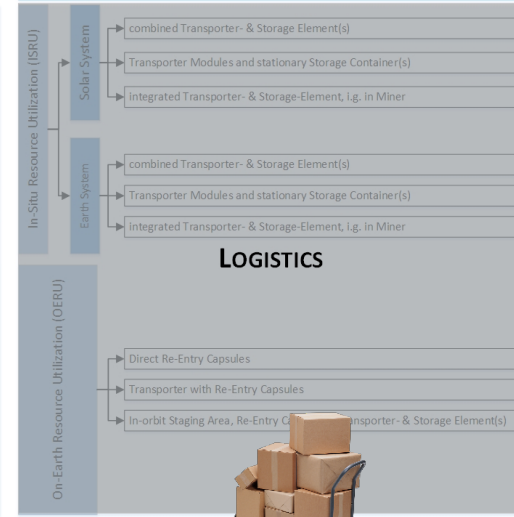 In-Situ Resource Utilization (ISRU)
Solar System
combined Transporter- & Storage Element(s)
Transporter Modules and stationary Storage Container(s)
integrated Transporter- & Storage-Element, i.g. in Miner
Earth System
combined Transporter- & Storage Element(s)
Transporter Modules and stationary Storage Container(s)
integrated Transporter- & Storage-Element, i.g. in Miner
LOGISTICS
On-Earth Resource Utilization (OERU)
Direct Re-Entry Capsules
Transporter with Re-Entry Capsules
In-orbit Staging Area, Re-Entry & Storage Element(s)